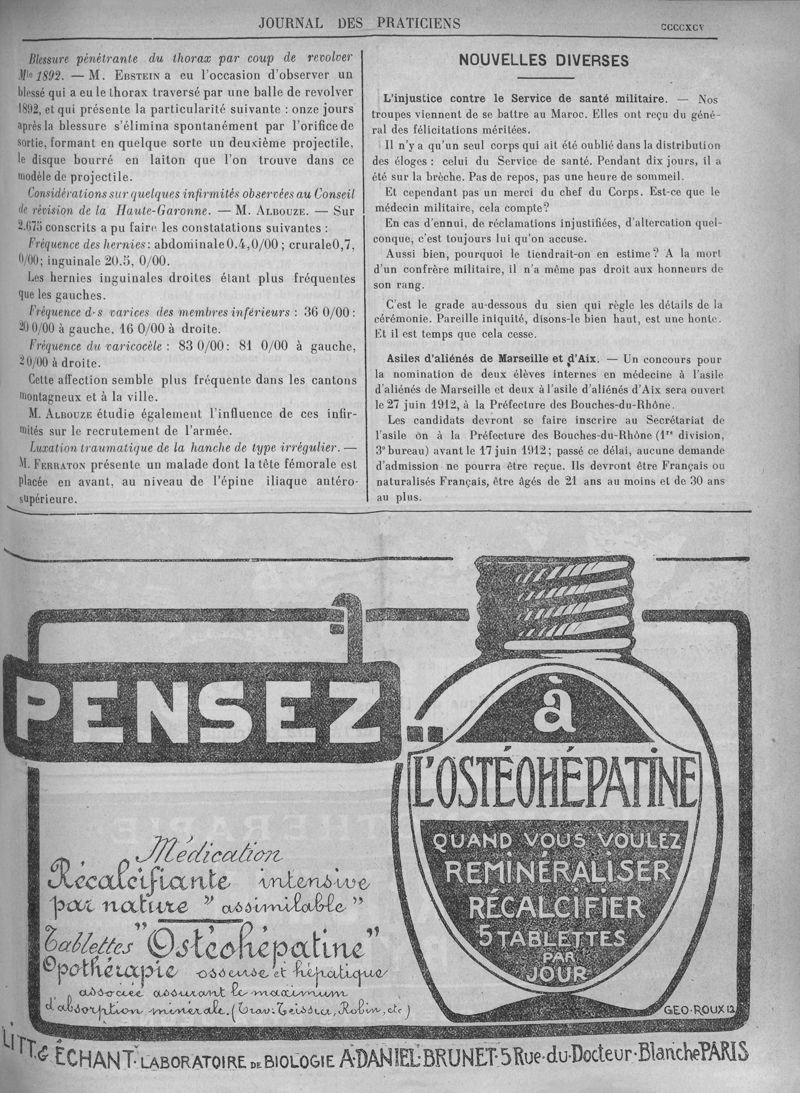 JOURNAL DES PRATICIENS
CCCCXCV
Blessure pénétrante du thorax par coup de revolver
Mle 1892. — M. EBSTEIN a eu l'occasion d'observer un
blessé qui a eu le thorax traversé par une balle de revolver
1892, et qui présente la particularité suivante : onze jours
après la blessure s'élimina spontanément par l'orifice de
sortie, formant en quelque sorte un deuxième projectile,
le disque bourré en laiton que l'on trouve dans ce
modèle de projectile.
Considérations sur quelques infirmités observées au Conseil
de révision de la Haute-Garonne. — M. ALBOUZE. — Sur
2.675 conscrits a pu faire les constatations suivantes :
Fréquence des hernies : abdominale 0.4,0/00 ; crurale 0,7,
0/00; inguinale 20.5, 0/00.
Les hernies inguinales droites étant plus fréquentes
que les gauches.
Fréquence d-s varices des membres inférieurs : 36 0/00 :
20 0/00 à gauche, 16 0/00 à droite.
Fréquence du varicocèle : 83 0/00 : 81 0/00 à gauche,
2 0/00 à droite.
Cette affection semble plus fréquente dans les cantons
montagneux et à la ville.
M. ALBOUZE étudie également l'influence de ces infir-
mités sur le recrutement de l'armée.
Luxation traumatique de la hanche de type irrégulier. —
M. FERRATON présente un malade dont la tête fémorale est
placée en avant, au niveau de l'épine iliaque antéro-
supérieure.
NOUVELLES DIVERSES
L'injustice contre le Service de santé militaire. — Nos
troupes viennent de se battre au Maroc. Elles ont reçu du géné-
ral des félicitations méritées.
Il n'y a qu'un seul corps qui ait été oublié dans la distribution
des éloges : celui du Service de santé. Pendant dix jours, il a
été sur la brèche. Pas de repos, pas une heure de sommeil.
Et cependant pas un merci du chef du Corps. Est-ce que le
médecin militaire, cela compte?
En cas d'ennui, de réclamations injustifiées, d'altercation quel-
conque, c'est toujours lui qu'on accuse.
Aussi bien, pourquoi le tiendrait-on en estime? A la mort
d'un confrère militaire, il n'a même pas droit aux honneurs de
son rang.
C'est le grade au-dessous du sien qui règle les détails de la
cérémonie. Pareille iniquité, disons-le bien haut, est une honte.
Et il est temps que cela cesse.
Asiles d'aliénés de Marseille et d'Aix. — Un concours pour
la nomination de deux élèves internes en médecine à l'asile
d'aliénés de Marseille et deux à l'asile d'aliénés d'Aix sera ouvert
le 27 juin 1912, à la Préfecture des Bouches-du-Rhône.
Les candidats devront se faire inscrire au Secrétariat de
l'asile ôn à la Préfecture des Bouches-du-Rhône (1re division,
3e bureau) avant le 17 juin 1912; passé ce délai, aucune demande
d'admission ne pourra être reçue. Ils devront être Français ou
naturalisés Français, être âgés de 21 ans au moins et de 30 ans
au plus.
PENSEZ...
à
L'OSTÉOHÉPATINE
QUAND VOUS VOULEZ
REMINÉRALISER
RÉCALCIFIER
5 TABLETTES
PAR
JOUR
Médication
Récalcifiante intensive
par nature " assimilable "
Tablettes "Ostéohépatine"
Opothérapie osseuse et hépatique
associée assurant le maximum
d'absorption minérale. (Trav. Teissier, Robin, etc)
GEO-ROUX 12
LITT. & ÉCHANT. LABORATOIRE DE BIOLOGIE A·DANIEL·BRUNET·5 Rue·du·Docteur·Blanche PARIS